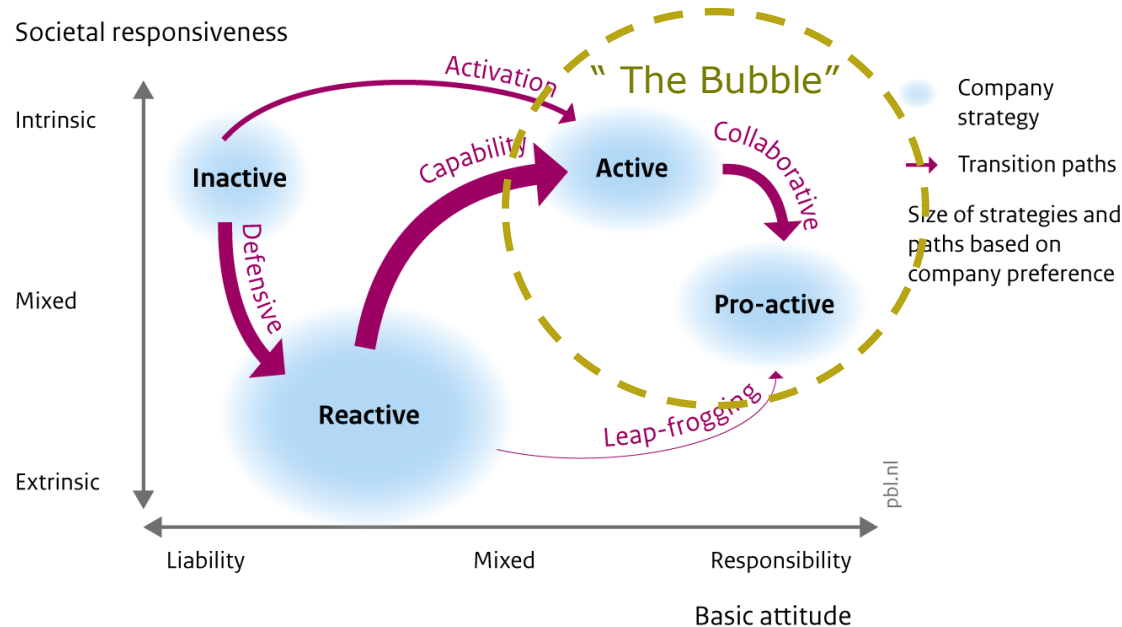 Societal responsiveness
Intrinsic
Mixed
Extrinsic
Activation
“ The Bubble”
Capability
Collaborative
Inactive
Active
Defensive
Pro-active
Reactive
Leap-frogging
Company
strategy
Transition paths
Size of strategies and
paths based on
company preference
pbl.nl
Liability
Mixed
Responsibility
Basic attitude